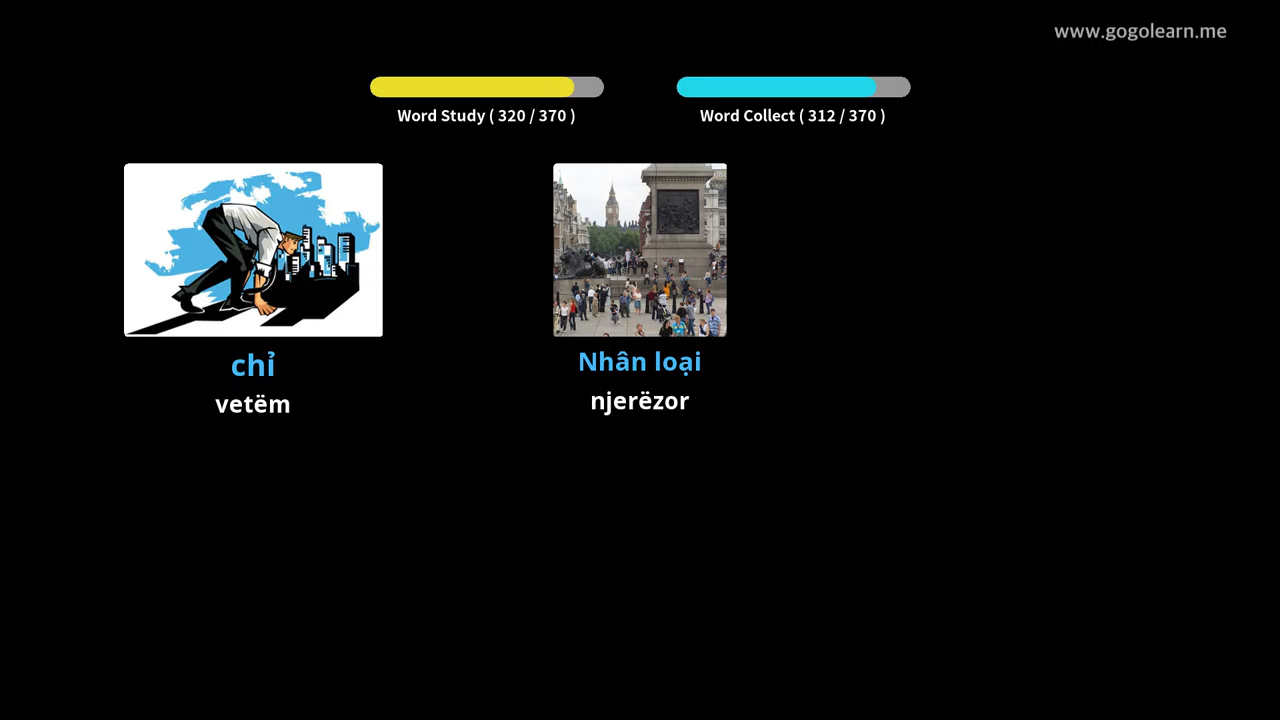 www.gogolearn.me
Word Study ( 320 / 370 )
Word Collect ( 312 / 370 )
chỉ
vetëm
Nhân loại
njerëzor